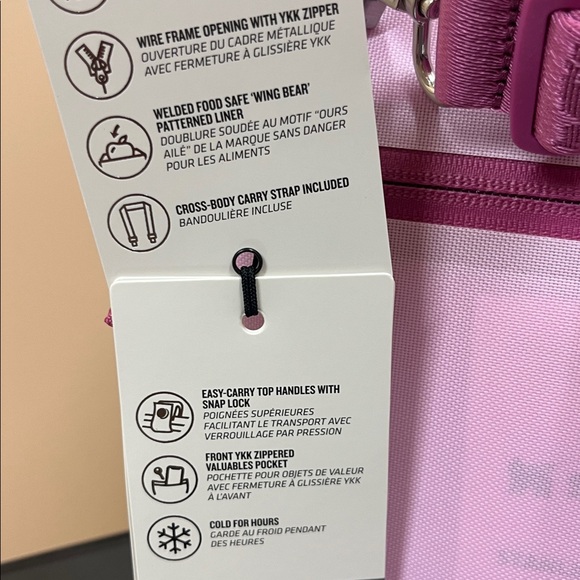 WIRE FRAME OPENING WITH YKK ZIPPER
OUVERTURE DU CADRE MÉTALLIQUE
AVEC FERMETURE À GLISSIÈRE YKK
WELDED FOOD SAFE 'WING BEAR'
PATTERNED LINER
DOUBLURE SOUDÉE AU MOTIF "OURS
AILÉ" DE LA MARQUE SANS DANGER
POUR LES ALIMENTS
CROSS-BODY CARRY STRAP INCLUDED
BANDOULIÈRE INCLUSE
EASY-CARRY TOP HANDLES WITH
SNAP LOCK
POIGNÉES SUPÉRIEURES
FACILITANT LE TRANSPORT AVEC
VERROUILLAGE PAR PRESSION
FRONT YKK ZIPPERED
VALUABLES POCKET
POCHETTE POUR OBJETS DE VALEUR
AVEC FERMETURE À GLISSIÈRE YKK
À L'AVANT
COLD FOR HOURS
GARDE AU FROID PENDANT
DES HEURES